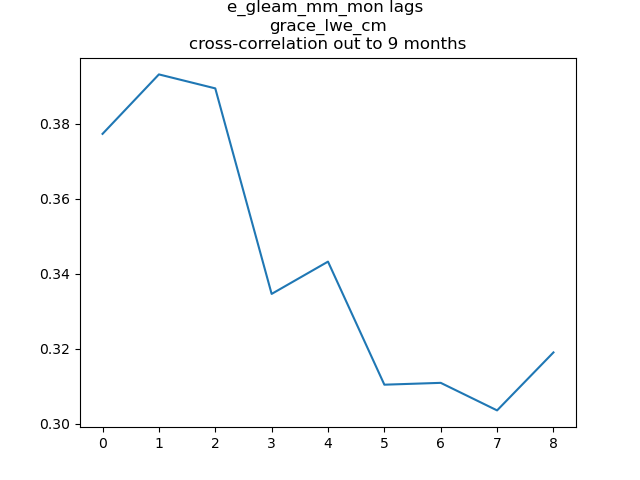 e_gleam_mm_mon lags
grace_lwe_cm
cross-correlation out to 9 months
0.38
0.36
0.34
0.32
0.30
0 1 2 3 4 5 6 7 8